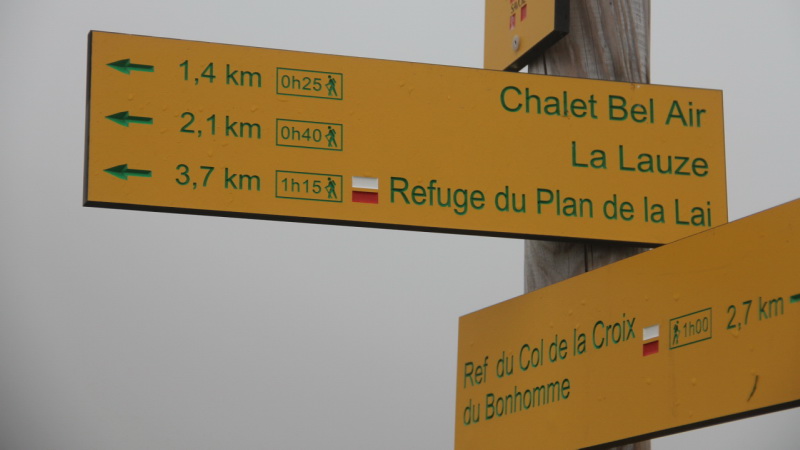 1,4 km 0h25 Chalet Bel Air
2,1 km 0h40 La Lauze
3,7 km 1h15 Refuge du Plan de la Lai
Ref du Col de la Croix 1h00 2,7 km
du Bonhomme